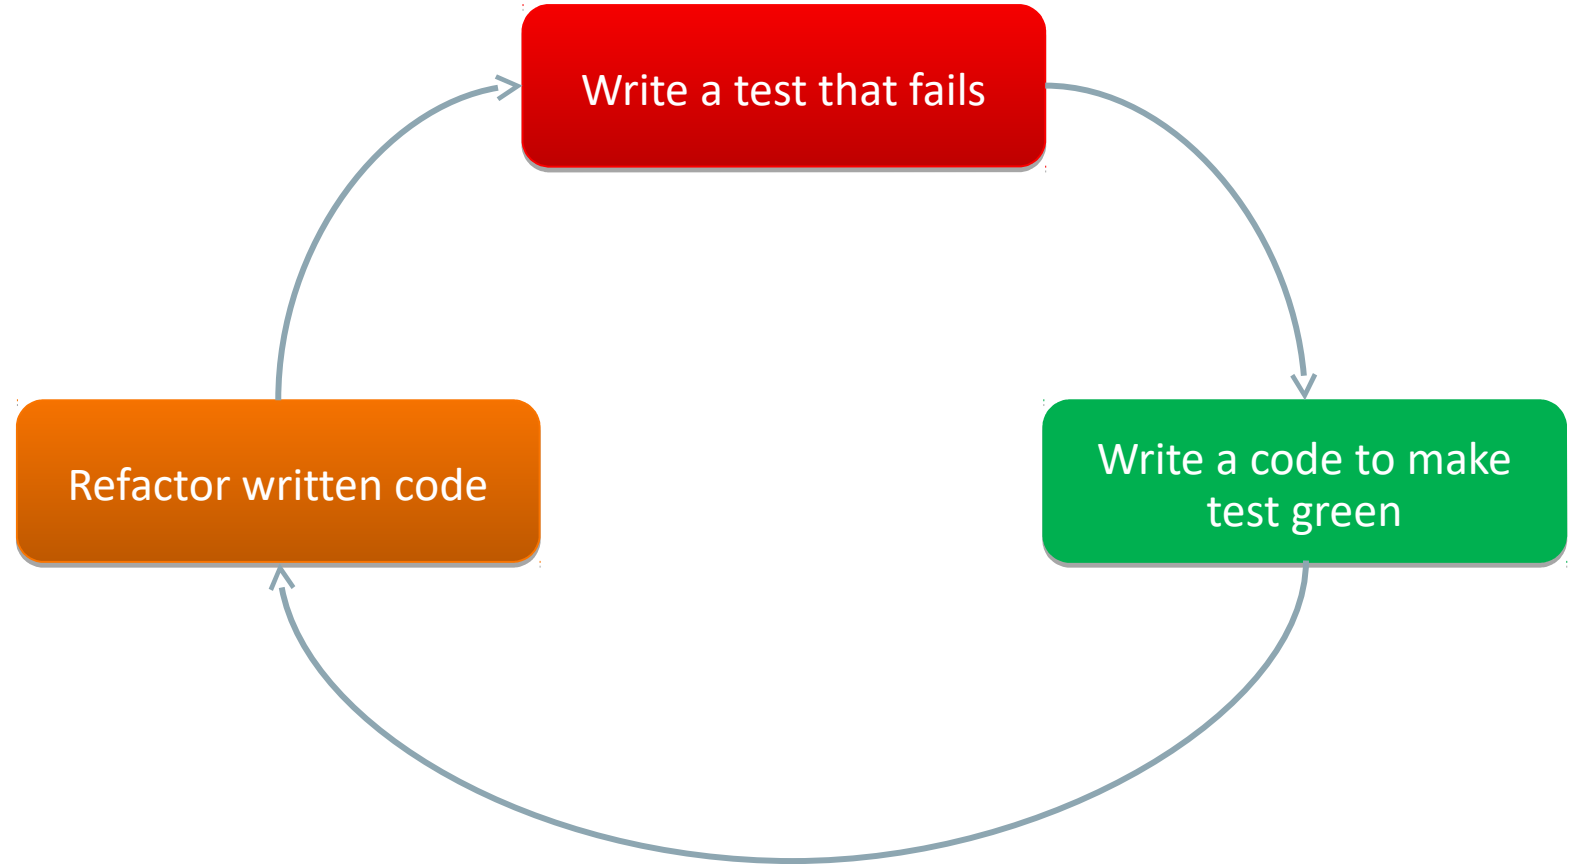 Write a test that fails
Refactor written code
Write a code to make
test green